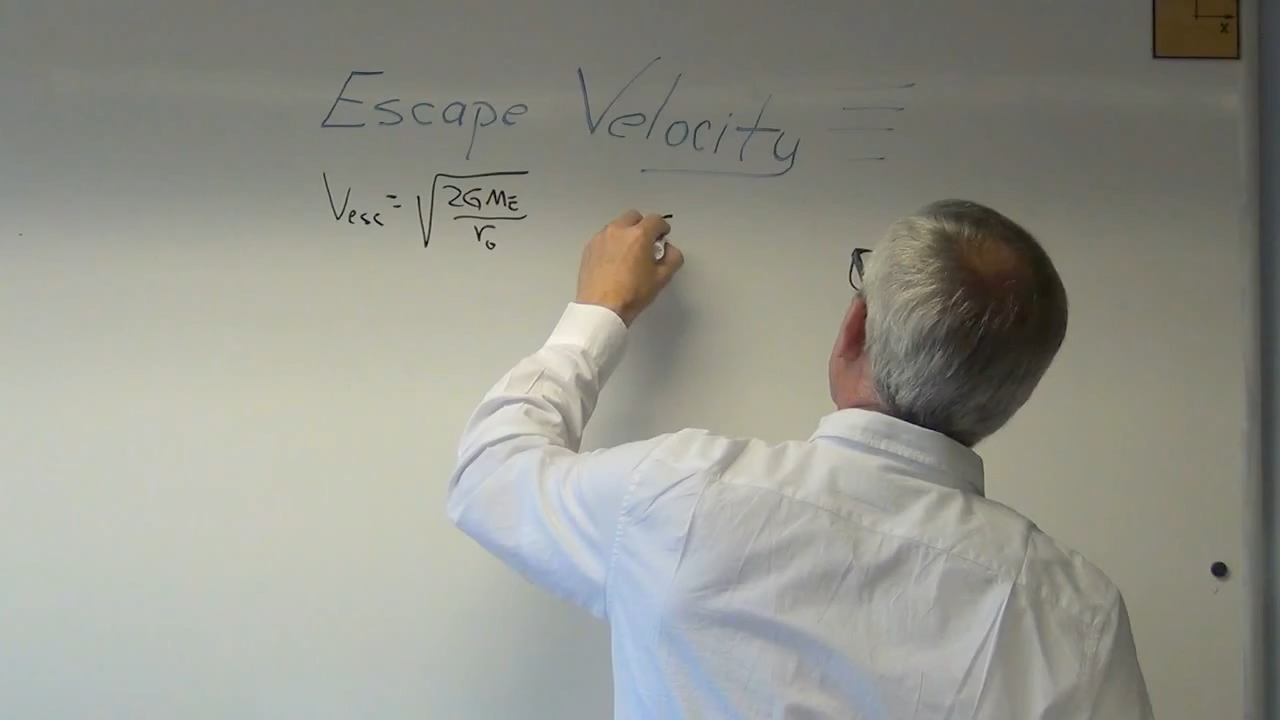 Escape Velocity ≡
Vesc = √(2GME/r₀)
x